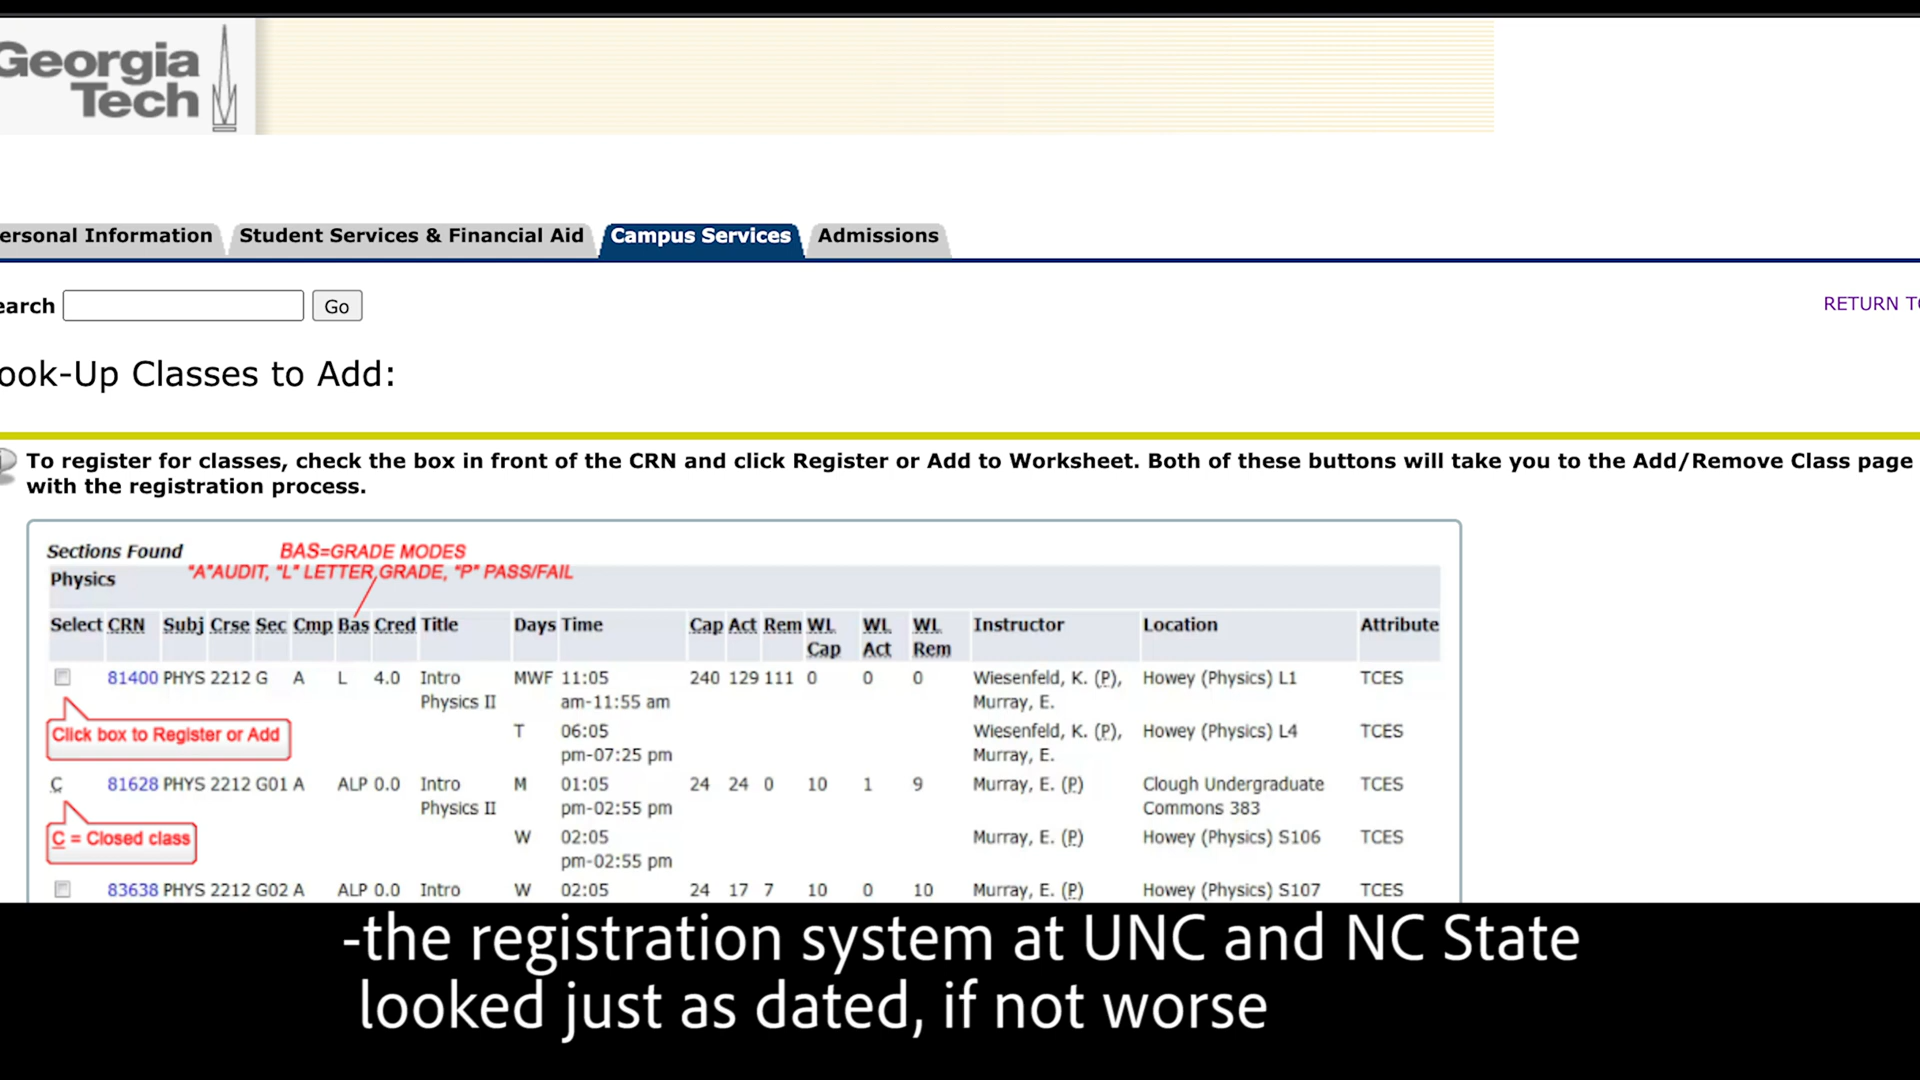 Georgia
Tech
ersonal Information Student Services & Financial Aid Campus Services Admissions
earch Go RETURN TO
ook-Up Classes to Add:
To register for classes, check the box in front of the CRN and click Register or Add to Worksheet. Both of these buttons will take you to the Add/Remove Class page
with the registration process.
Sections Found BAS=GRADE MODES
"A"AUDIT, "L" LETTER GRADE, "P" PASS/FAIL
Physics
Select CRN Subj Crse Sec Cmp Bas Cred Title Days Time Cap Act Rem WL WL WL Instructor Location Attribute
Cap Act Rem
81400 PHYS 2212 G A L 4.0 Intro MWF 11:05 240 129 111 0 0 0 Wiesenfeld, K. (P), Howey (Physics) L1 TCES
Physics II am-11:55 am Murray, E.
Click box to Register or Add T 06:05 Wiesenfeld, K. (P), Howey (Physics) L4 TCES
pm-07:25 pm Murray, E.
C 81628 PHYS 2212 G01 A ALP 0.0 Intro M 01:05 24 24 0 10 1 9 Murray, E. (P) Clough Undergraduate TCES
Physics II pm-02:55 pm Commons 383
C = Closed class W 02:05 Murray, E. (P) Howey (Physics) S106 TCES
pm-02:55 pm
83638 PHYS 2212 G02 A ALP 0.0 Intro W 02:05 24 17 7 10 0 10 Murray, E. (P) Howey (Physics) S107 TCES
-the registration system at UNC and NC State
looked just as dated, if not worse